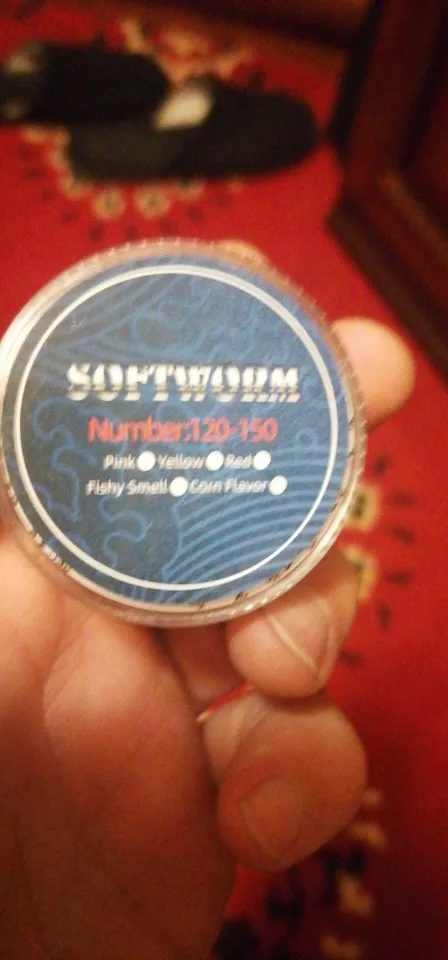 SOFTWORM
Number:120-150
Pink Yellow Red
Fishy Smell Corn Flavor